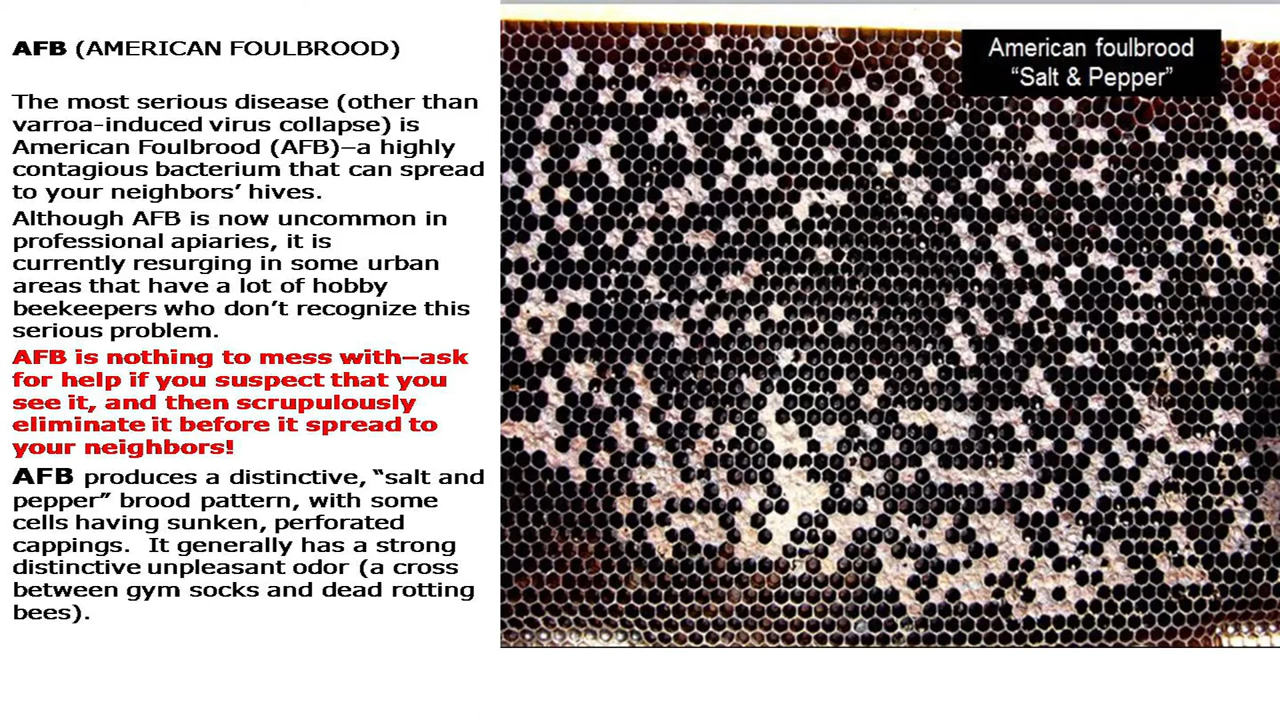 AFB (AMERICAN FOULBROOD)
The most serious disease (other than
varroa-induced virus collapse) is
American Foulbrood (AFB)–a highly
contagious bacterium that can spread
to your neighbors’ hives.
Although AFB is now uncommon in
professional apiaries, it is
currently resurging in some urban
areas that have a lot of hobby
beekeepers who don’t recognize this
serious problem.
AFB is nothing to mess with–ask
for help if you suspect that you
see it, and then scrupulously
eliminate it before it spread to
your neighbors!
AFB produces a distinctive, “salt and
pepper” brood pattern, with some
cells having sunken, perforated
cappings.  It generally has a strong
distinctive unpleasant odor (a cross
between gym socks and dead rotting
bees).
American foulbrood
“Salt & Pepper”